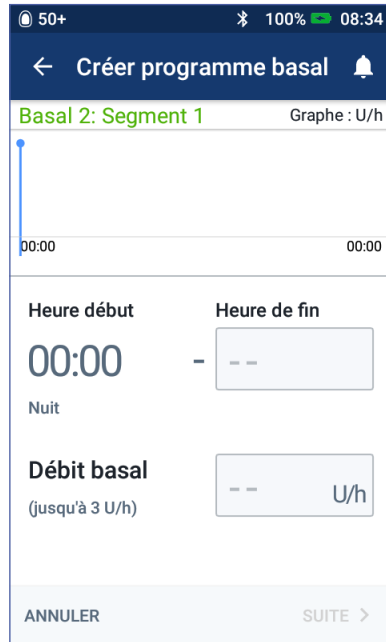 50+ 100% 08:34
Créer programme basal
Basal 2: Segment 1 Graphe : U/h
00:00 00:00
Heure début Heure de fin
00:00 - --
Nuit
Débit basal -- U/h
(jusqu'à 3 U/h)
ANNULER SUITE >